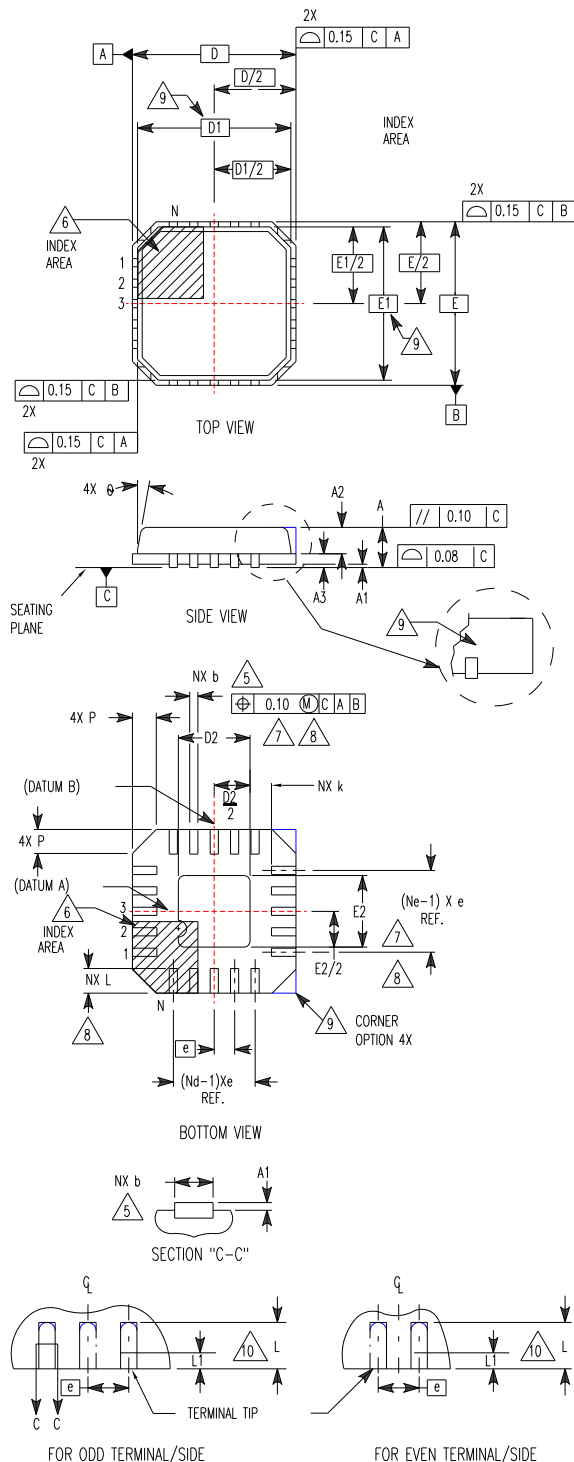 2X
0.15 C A
A
D
D/2
9
D1
INDEX
AREA
D1/2
2X
0.15 C B
N
6
INDEX
AREA
1
2
3
E1/2
E/2
E1
E
9
0.15 C B
2X
B
0.15 C A
2X
TOP VIEW
4X θ
A2
A
// 0.10 C
0.08 C
A3
A1
C
SEATING
PLANE
SIDE VIEW
9
NX b
5
0.10 M C A B
4X P
7
8
D2
(DATUM B)
D2
2
NX k
4X P
(DATUM A)
6
INDEX
AREA
3
2
1
E2
(Ne-1) X e
REF.
7
E2/2
8
NX L
8
N
9
CORNER
OPTION 4X
e
(Nd-1)Xe
REF.
BOTTOM VIEW
NX b
5
A1
SECTION "C-C"
C
L
C
L
L1
10
L
L1
10
L
e
e
TERMINAL TIP
C C
FOR ODD TERMINAL/SIDE
FOR EVEN TERMINAL/SIDE